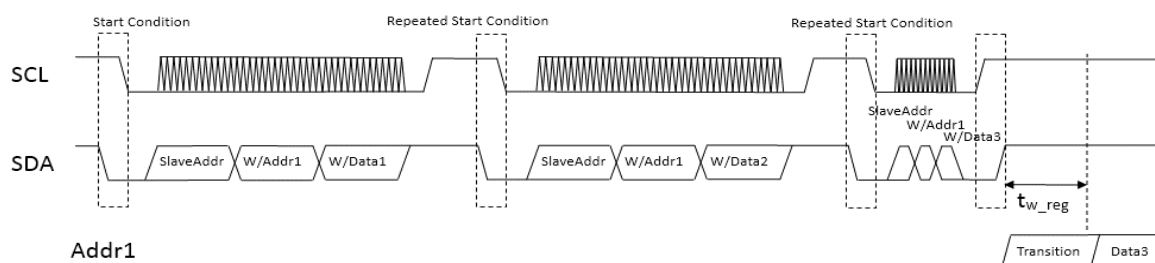 Start Condition
Repeated Start Condition
Repeated Start Condition
SCL
SlaveAddr
W/Addr1
W/Data3
SDA
SlaveAddr
W/Addr1
W/Data1
SlaveAddr
W/Addr1
W/Data2
tw_reg
Addr1
Transition
Data3